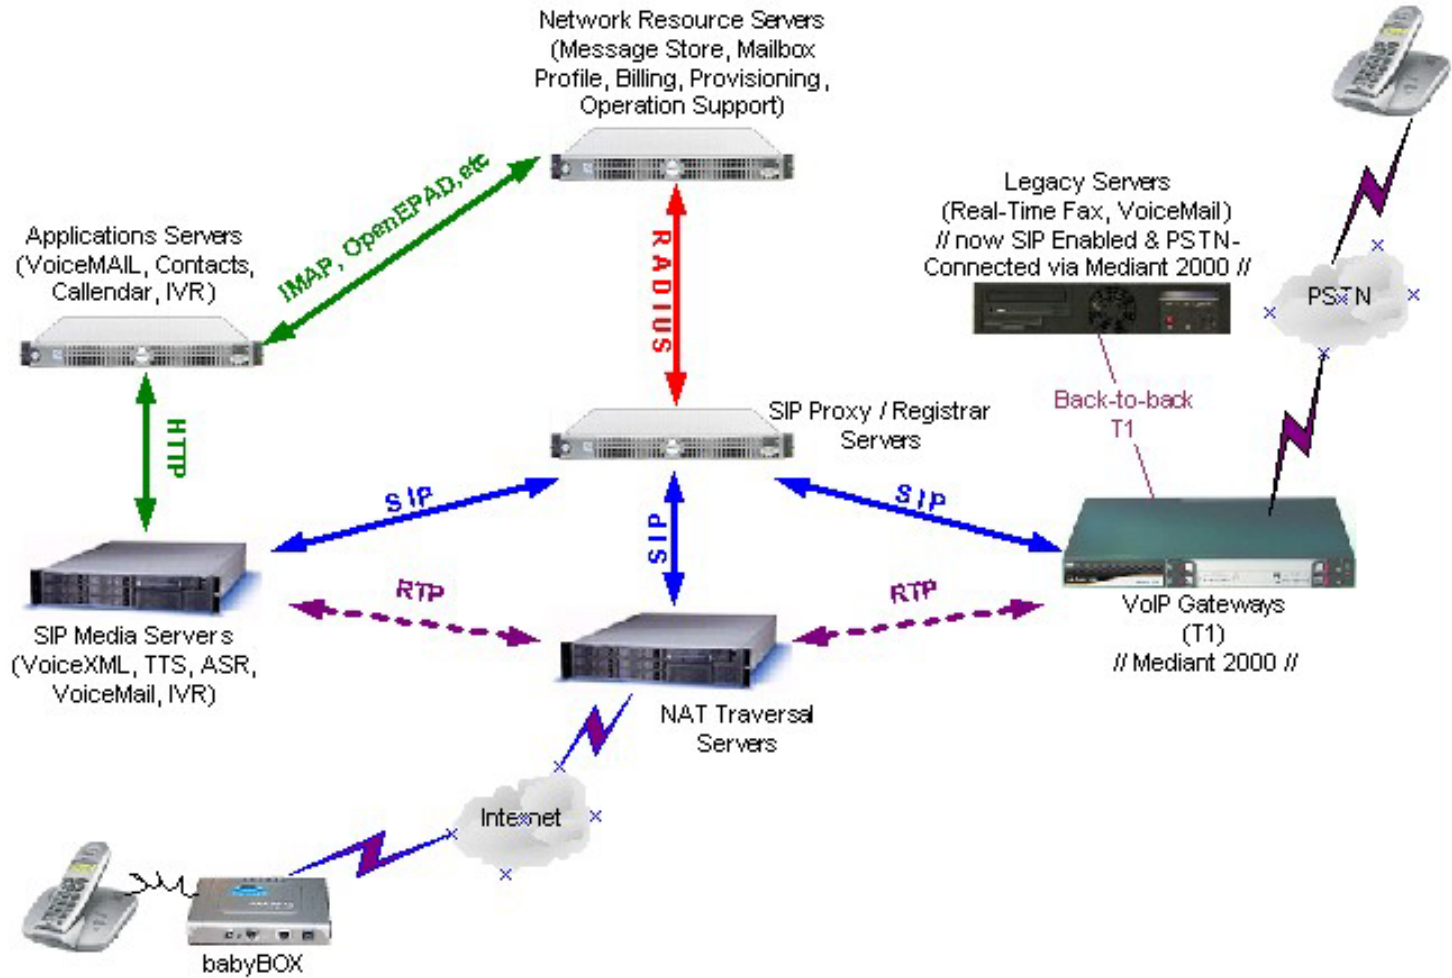 Network Resource Servers
(Message Store, Mailbox
Profile, Billing, Provisioning,
Operation Support)
IMAP, OpenEPAD,etc
RADIUS
Legacy Servers
(Real-Time Fax, VoiceMail)
// now SIP Enabled & PSTN-
Connected via Mediant 2000 //
PSTN
Applications Servers
(VoiceMAIL, Contacts,
Callendar, IVR)
HTTP
SIP Proxy / Registrar
Servers
Back-to-back
T1
SIP
SIP
SIP
RTP
RTP
SIP Media Servers
(VoiceXML, TTS, ASR,
VoiceMail, IVR)
VoIP Gateways
(T1)
// Mediant 2000 //
NAT Traversal
Servers
Internet
babyBOX